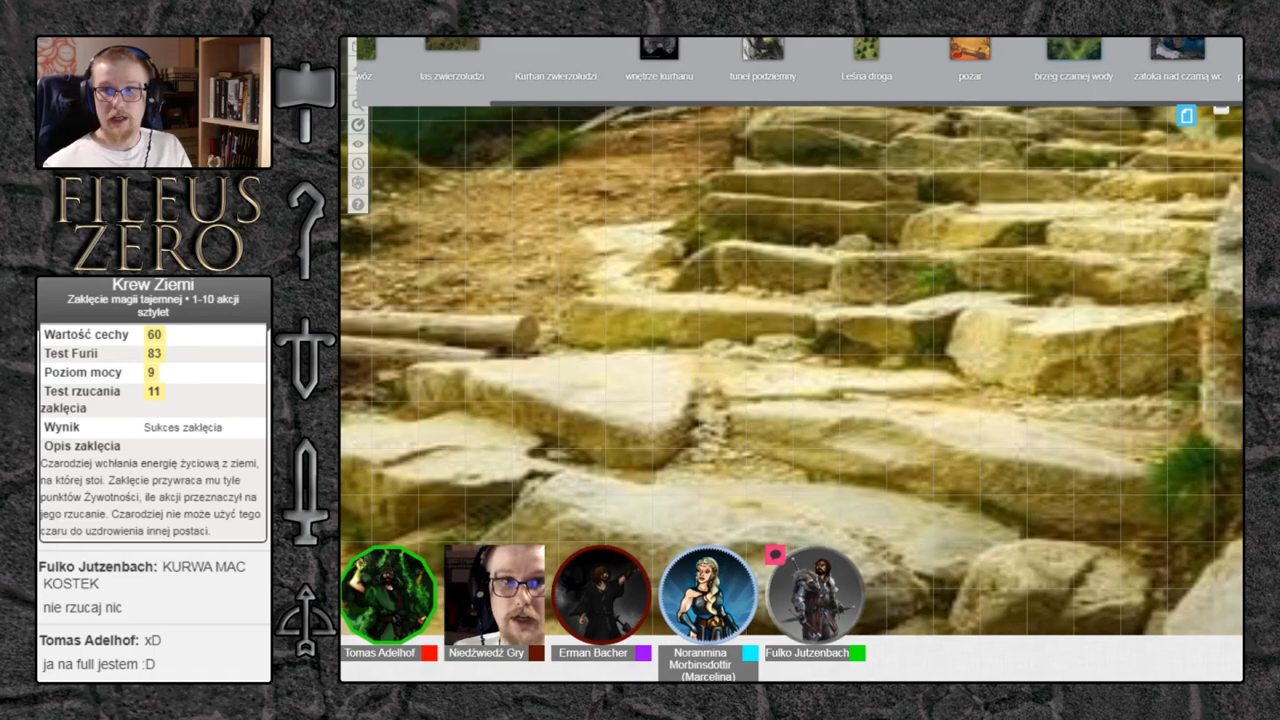 wóz
las zwierzoludzi
Kurhan zwierzoludzi
wnętrze kurhanu
tunel podziemny
Leśna droga
pożar
brzeg czarnej wody
zatoka nad czarną wc
FILEUS
ZERO
Krew Ziemi
Zaklęcie magii tajemnej • 1-10 akcji
sztylet
Wartość cechy 60
Test Furii 83
Poziom mocy 9
Test rzucania 11
zaklęcia
Wynik Sukces zaklęcia
Opis zaklęcia
Czarodziej wchłania energię życiową z ziemi,
na której stoi. Zaklęcie przywraca mu tyle
punktów Żywotności, ile akcji przeznaczył na
jego rzucanie. Czarodziej nie może użyć tego
czaru do uzdrowienia innej postaci.
Fulko Jutzenbach: KURWA MAC
KOSTEK
nie rzucaj nic
Tomas Adelhof: xD
ja na full jestem :D
Tomas Adelhof
Niedźwiedź Gry
Erman Bacher
Noranmina
Morbinsdottir
(Marcelina)
Fulko Jutzenbach